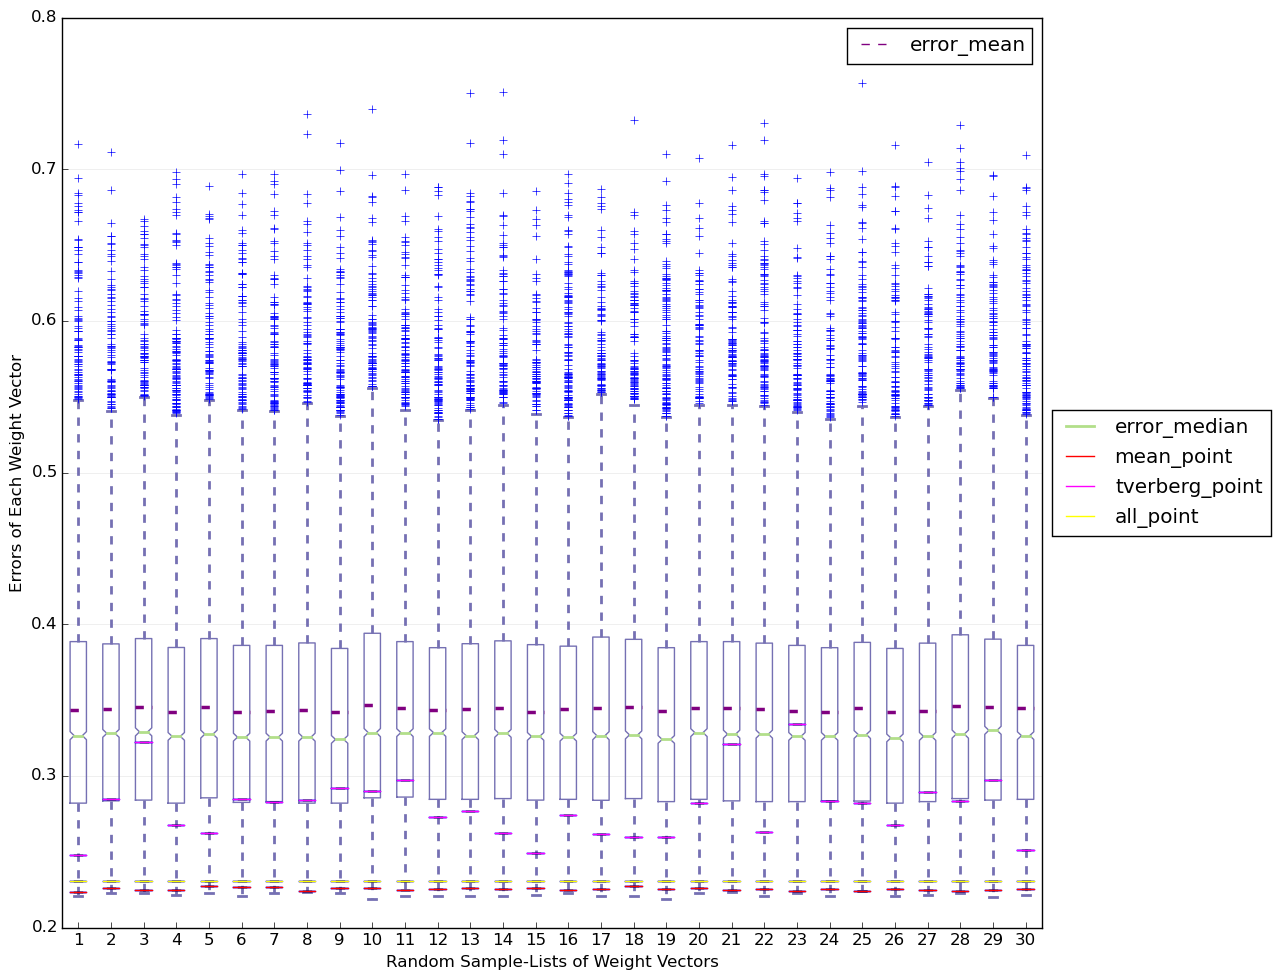 error_mean
0.8
0.7
0.6
0.5
0.4
0.3
0.2
Errors of Each Weight Vector
error_median
mean_point
tverberg_point
all_point
1 2 3 4 5 6 7 8 9 10 11 12 13 14 15 16 17 18 19 20 21 22 23 24 25 26 27 28 29 30
Random Sample-Lists of Weight Vectors